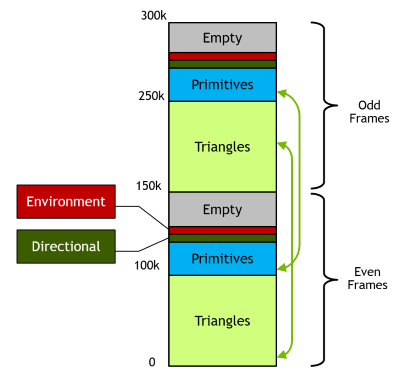 300k
Empty
Primitives
250k
Odd
Frames
Triangles
150k
Environment
Empty
Directional
Primitives
100k
Even
Frames
Triangles
0